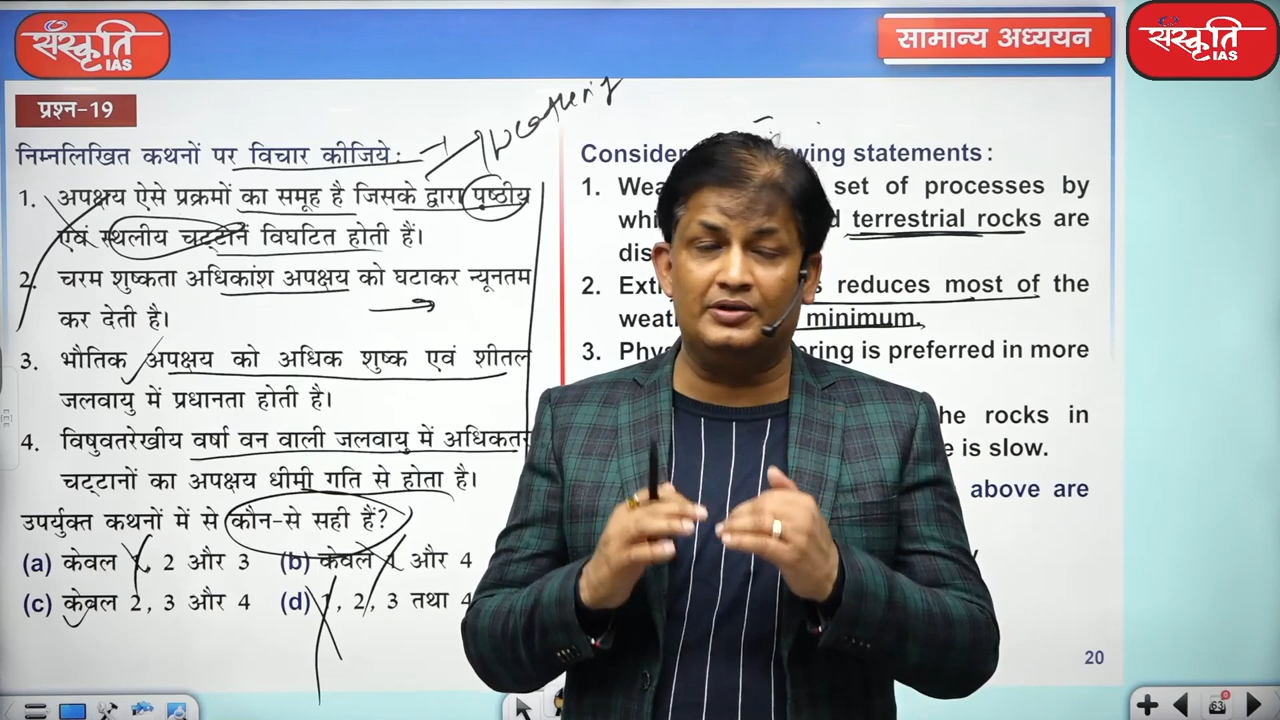 संस्कृति
IAS
सामान्य अध्ययन
संस्कृति
IAS
प्रश्न-19
weathering
निम्नलिखित कथनों पर विचार कीजिये:
1. अपक्षय ऐसे प्रक्रमों का समूह है जिसके द्वारा पृष्ठीय
एवं स्थलीय चट्टानें विघटित होती हैं।
2. चरम शुष्कता अधिकांश अपक्षय को घटाकर न्यूनतम
कर देती है।
3. भौतिक अपक्षय को अधिक शुष्क एवं शीतल
जलवायु में प्रधानता होती है।
4. विषुवतरेखीय वर्षा वन वाली जलवायु में अधिकतर
चट्टानों का अपक्षय धीमी गति से होता है।
उपर्युक्त कथनों में से कौन-से सही हैं?
(a) केवल 1, 2 और 3 (b) केवल 1 और 4
(c) केवल 2, 3 और 4 (d) 1, 2, 3 तथा 4
Consider wing statements:
1. Wea set of processes by
whi d terrestrial rocks are
dis
2. Ext s reduces most of the
weat minimum.
3. Phy ring is preferred in more
he rocks in
e is slow.
above are
20
63